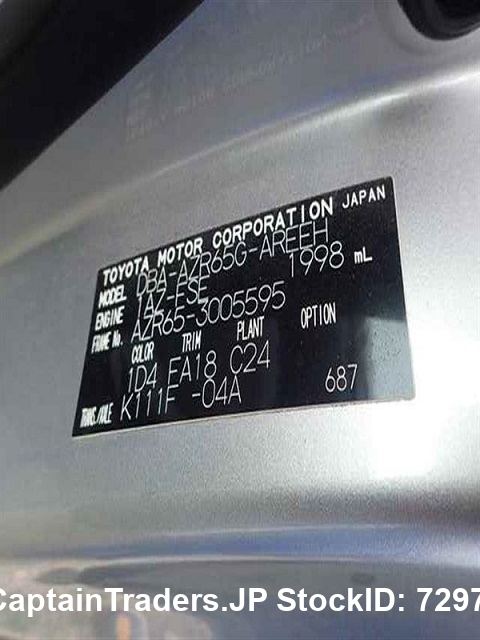 TOYOTA MOTOR CORPORATION JAPAN
MODEL DBA-AZR65G-AREEH
ENGINE 1AZ-FSE 1998 mL
FRAME No. AZR65-3005595
COLOR TRIM PLANT OPTION
1D4 FA18 C24
TRANS./AXLE K111F -04A 687
CaptainTraders.JP StockID: 7297